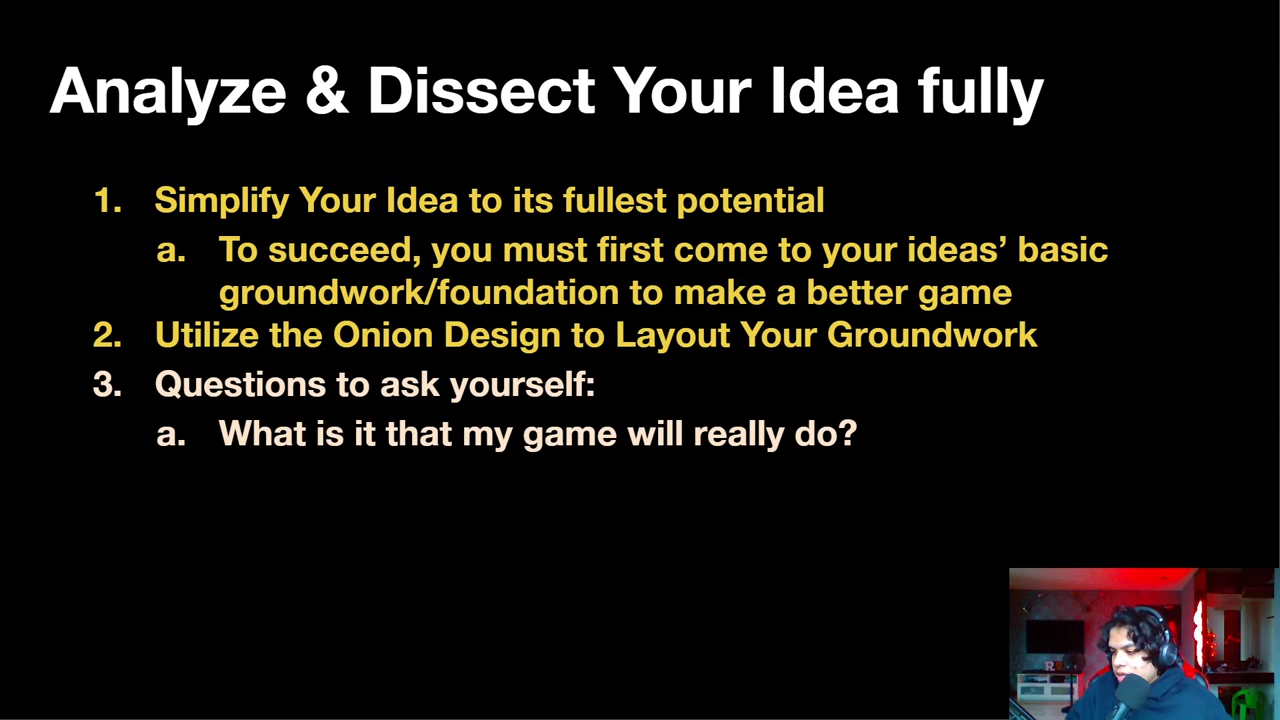 Analyze & Dissect Your Idea fully
1. Simplify Your Idea to its fullest potential
a. To succeed, you must first come to your ideas’ basic
groundwork/foundation to make a better game
2. Utilize the Onion Design to Layout Your Groundwork
3. Questions to ask yourself:
a. What is it that my game will really do?